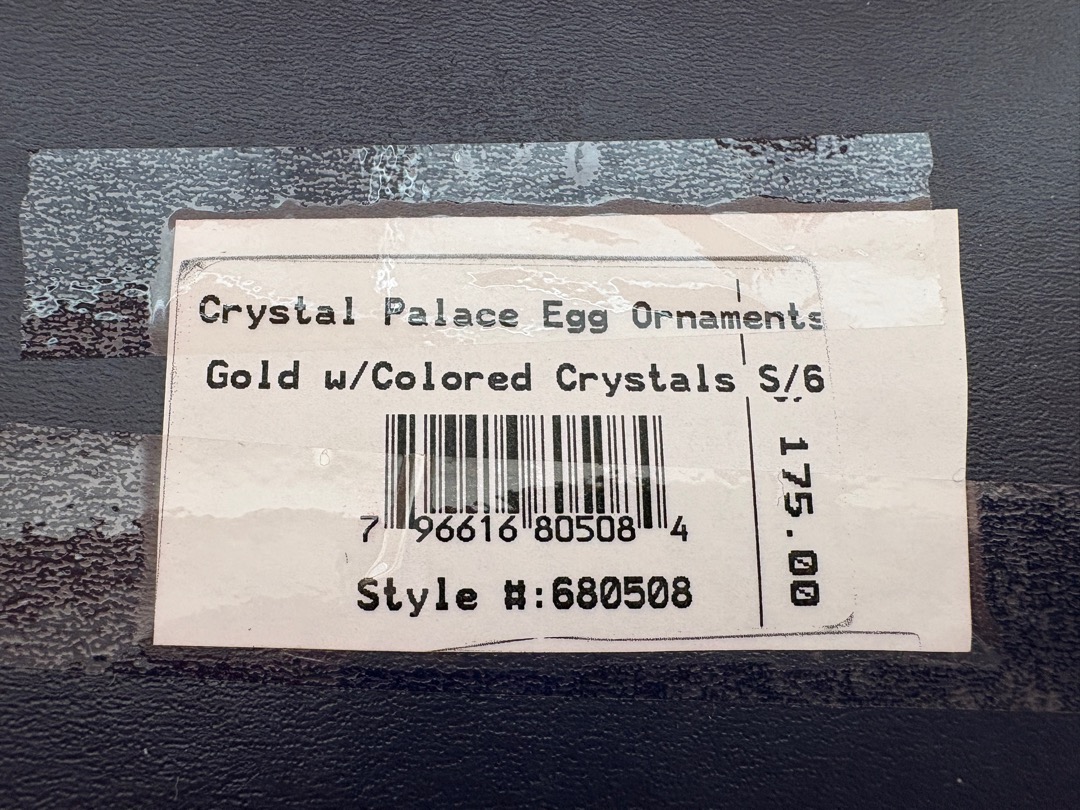 Crystal Palace Egg Ornaments
Gold w/Colored Crystals S/6
7 96616 80508 4
Style #:680508
175.00